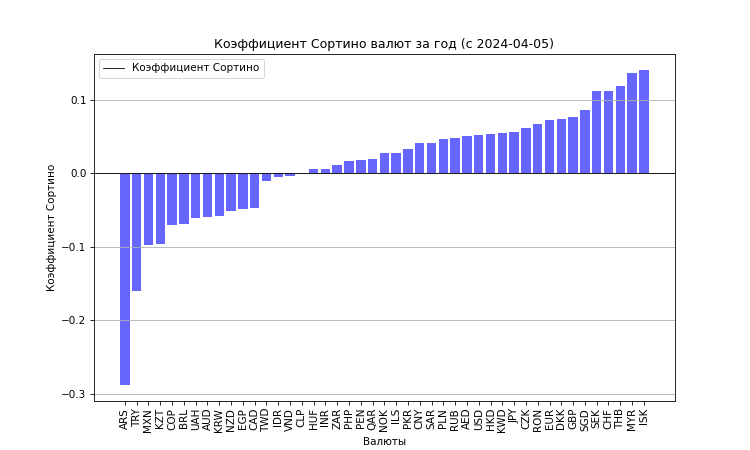 Коэффициент Сортино валют за год (с 2024-04-05)
Коэффициент Сортино
Коэффициент Сортино
0.1
0.0
−0.1
−0.2
−0.3
ARS TRY MXN KZT COP BRL UAH AUD KRW NZD EGP CAD TWD IDR VND CLP HUF INR ZAR PHP PEN QAR NOK ILS PKR CNY SAR PLN RUB AED USD HKD KWD JPY CZK RON EUR DKK GBP SGD SEK CHF THB MYR ISK
Валюты